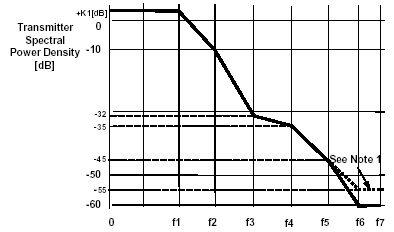 +K1[dB]
Transmitter
Spectral
Power Density
[dB]
0
-10
-32
-35
-45
-50
-55
-60
See Note 1
0 f1 f2 f3 f4 f5 f6 f7